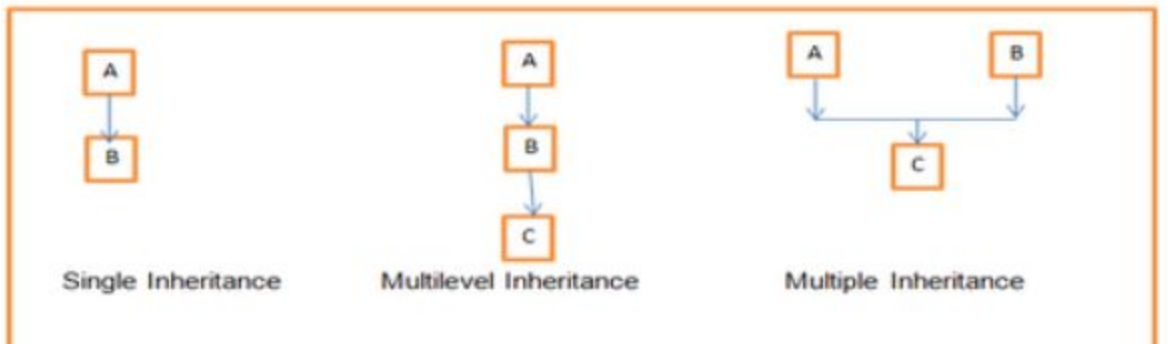 A
B
Single Inheritance
A
B
C
Multilevel Inheritance
A B
C
Multiple Inheritance